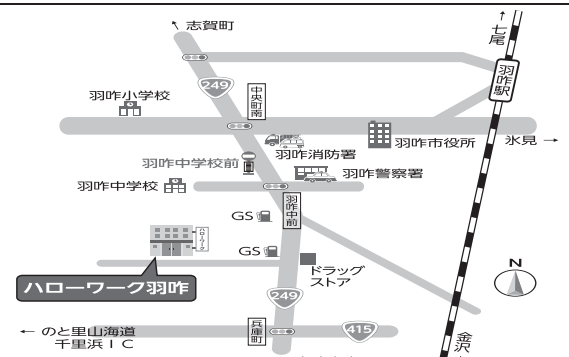 志賀町
七尾
羽咋駅
249
中央町南
羽咋小学校
羽咋市役所
氷見
羽咋消防署
羽咋中学校前
羽咋警察署
羽咋中学校
羽咋中前
GS
ハローワーク
GS
ドラッグ
ストア
N
ハローワーク羽咋
249
兵庫町
415
のと里山海道
千里浜IC
金沢